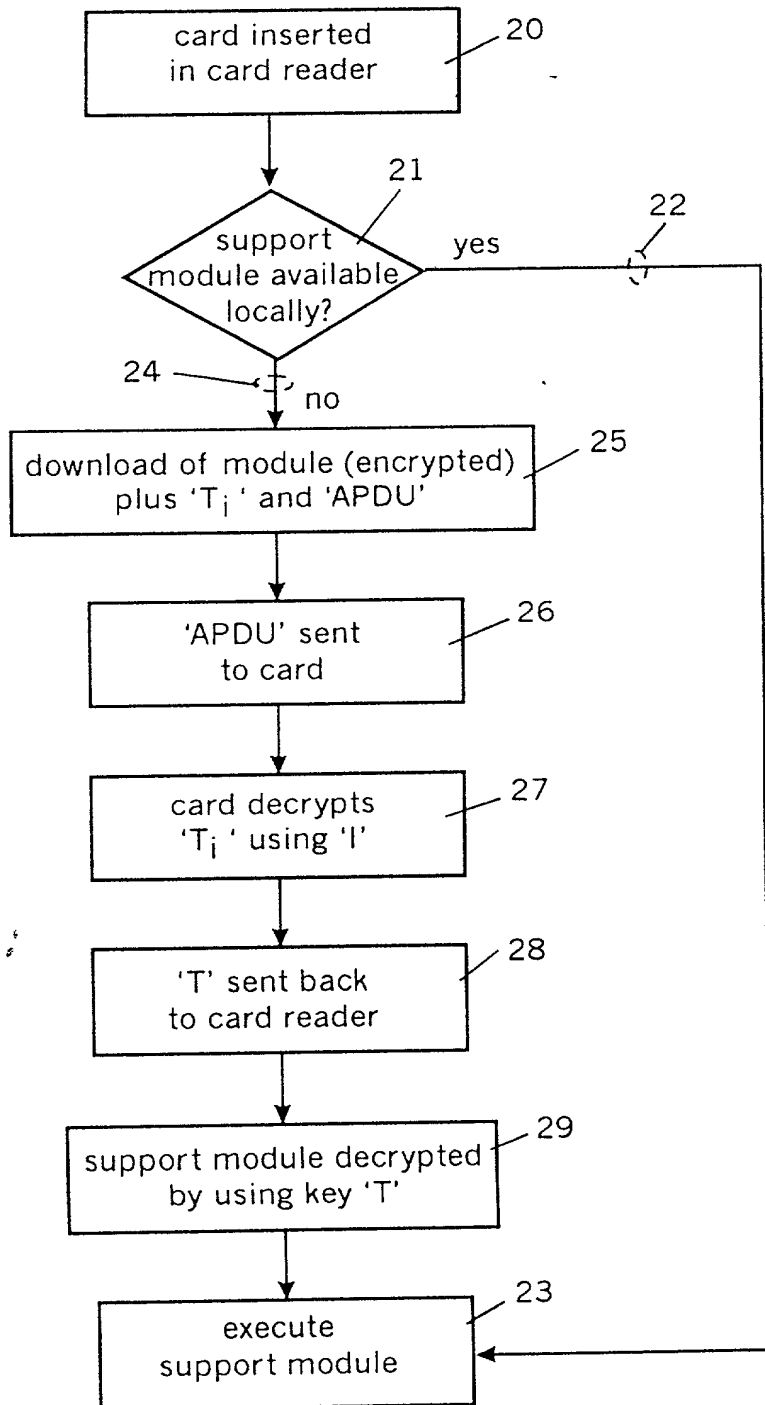 card inserted
in card reader
20
21
support
module available
locally?
yes
22
24
no
download of module (encrypted)
plus ‘Ti ‘ and ‘APDU’
25
‘APDU’ sent
to card
26
card decrypts
‘Ti ‘ using ‘I’
27
‘T’ sent back
to card reader
28
support module decrypted
by using key ‘T’
29
execute
support module
23